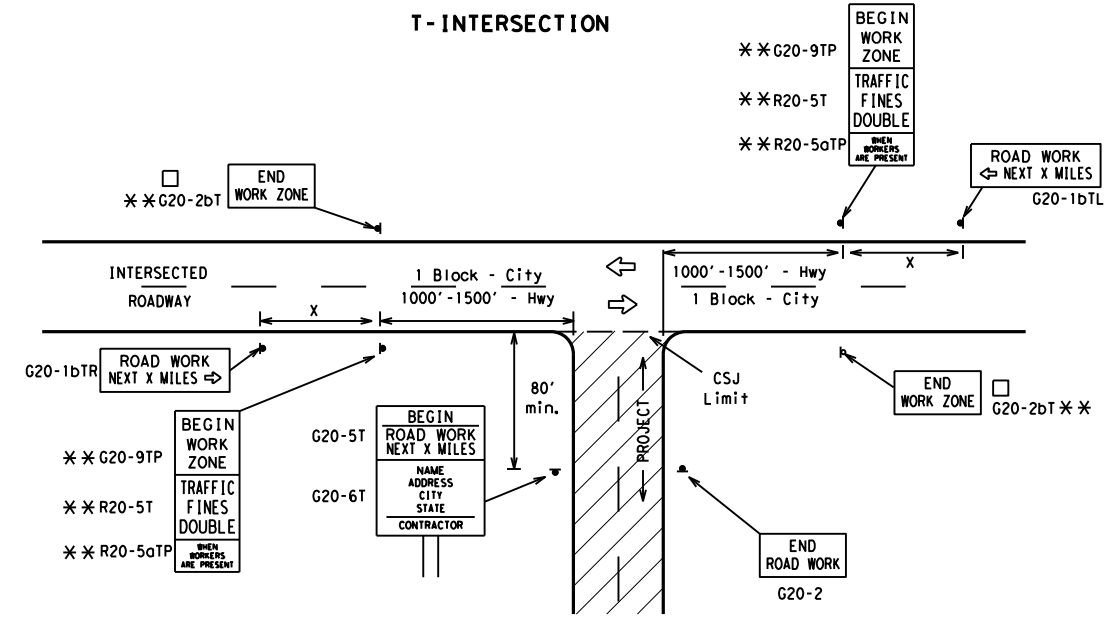 T-INTERSECTION
BEGIN
WORK
ZONE
**G20-9TP
TRAFFIC
FINES
DOUBLE
**R20-5T
WHEN
WORKERS
ARE PRESENT
**R20-5aTP
ROAD WORK
⇦ NEXT X MILES
G20-1bTL
END
WORK ZONE
□
**G20-2bT
INTERSECTED
ROADWAY
1 Block - City
1000'-1500' - Hwy
1000'-1500' - Hwy
1 Block - City
X
X
G20-1bTR
ROAD WORK
NEXT X MILES ⇨
80'
min.
CSJ
Limit
PROJECT
END
WORK ZONE
□
G20-2bT**
BEGIN
WORK
ZONE
**G20-9TP
TRAFFIC
FINES
DOUBLE
**R20-5T
WHEN
WORKERS
ARE PRESENT
**R20-5aTP
G20-5T
BEGIN
ROAD WORK
NEXT X MILES
G20-6T
NAME
ADDRESS
CITY
STATE
CONTRACTOR
END
ROAD WORK
G20-2